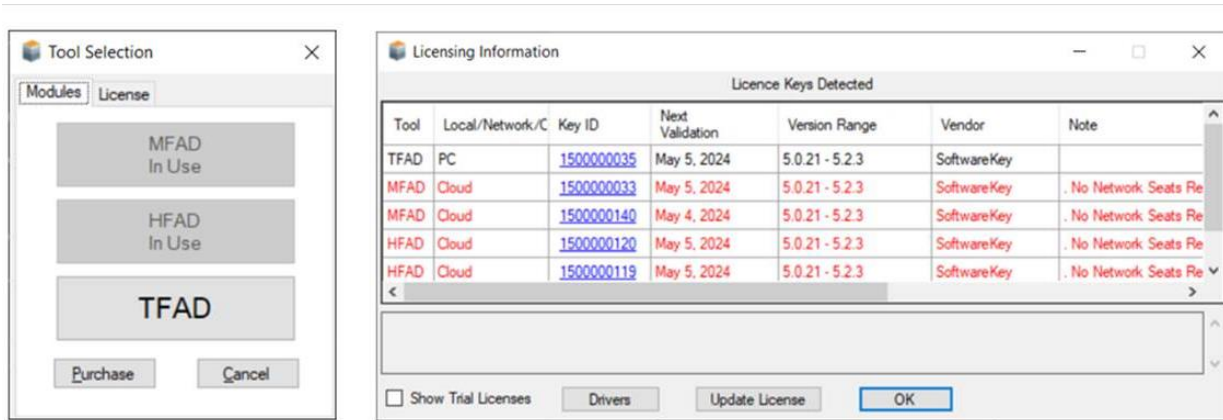 Tool Selection
Modules License
MFAD
In Use
HFAD
In Use
TFAD
Purchase Cancel
Licensing Information
Licence Keys Detected
Tool Local/Network/C Key ID Next Validation Version Range Vendor Note
TFAD PC 1500000035 May 5, 2024 5.0.21 - 5.2.3 SoftwareKey
MFAD Cloud 1500000033 May 5, 2024 5.0.21 - 5.2.3 SoftwareKey . No Network Seats Re
MFAD Cloud 1500000140 May 4, 2024 5.0.21 - 5.2.3 SoftwareKey . No Network Seats Re
HFAD Cloud 1500000120 May 5, 2024 5.0.21 - 5.2.3 SoftwareKey . No Network Seats Re
HFAD Cloud 1500000119 May 5, 2024 5.0.21 - 5.2.3 SoftwareKey . No Network Seats Re
Show Trial Licenses Drivers Update License OK